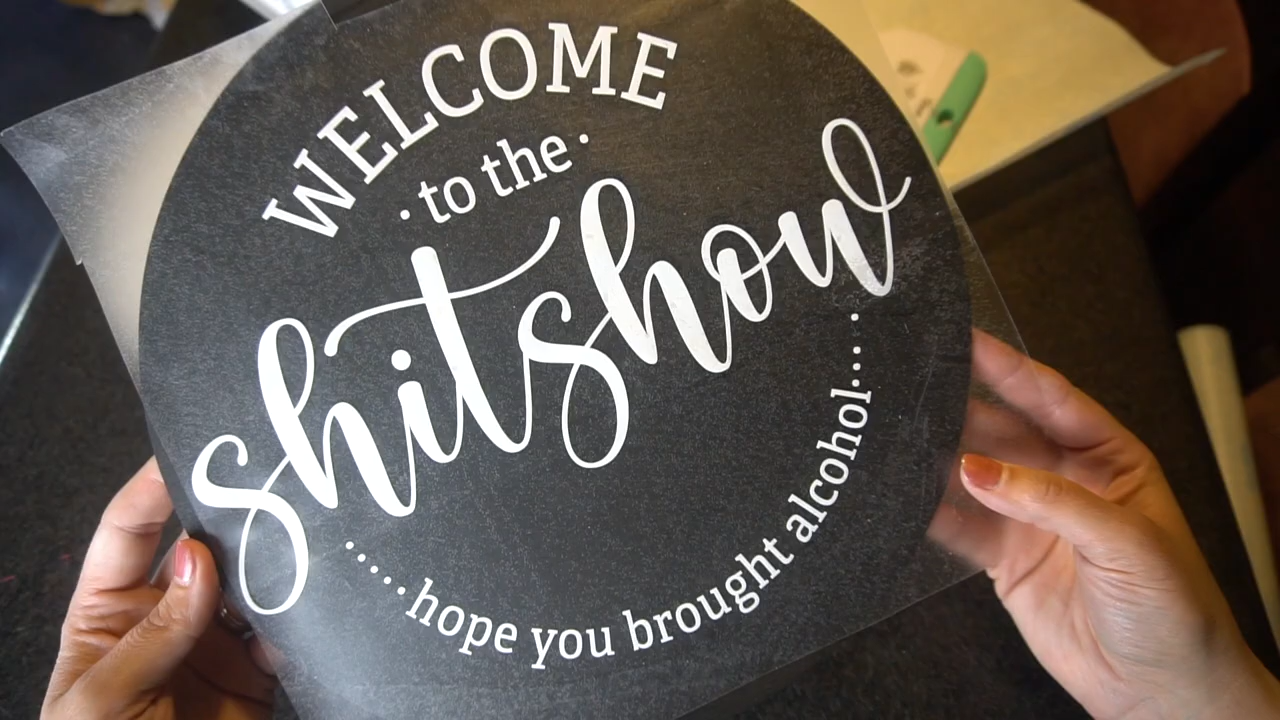 WELCOME
· to the ·
shitshow
.....hope you brought alcohol.....